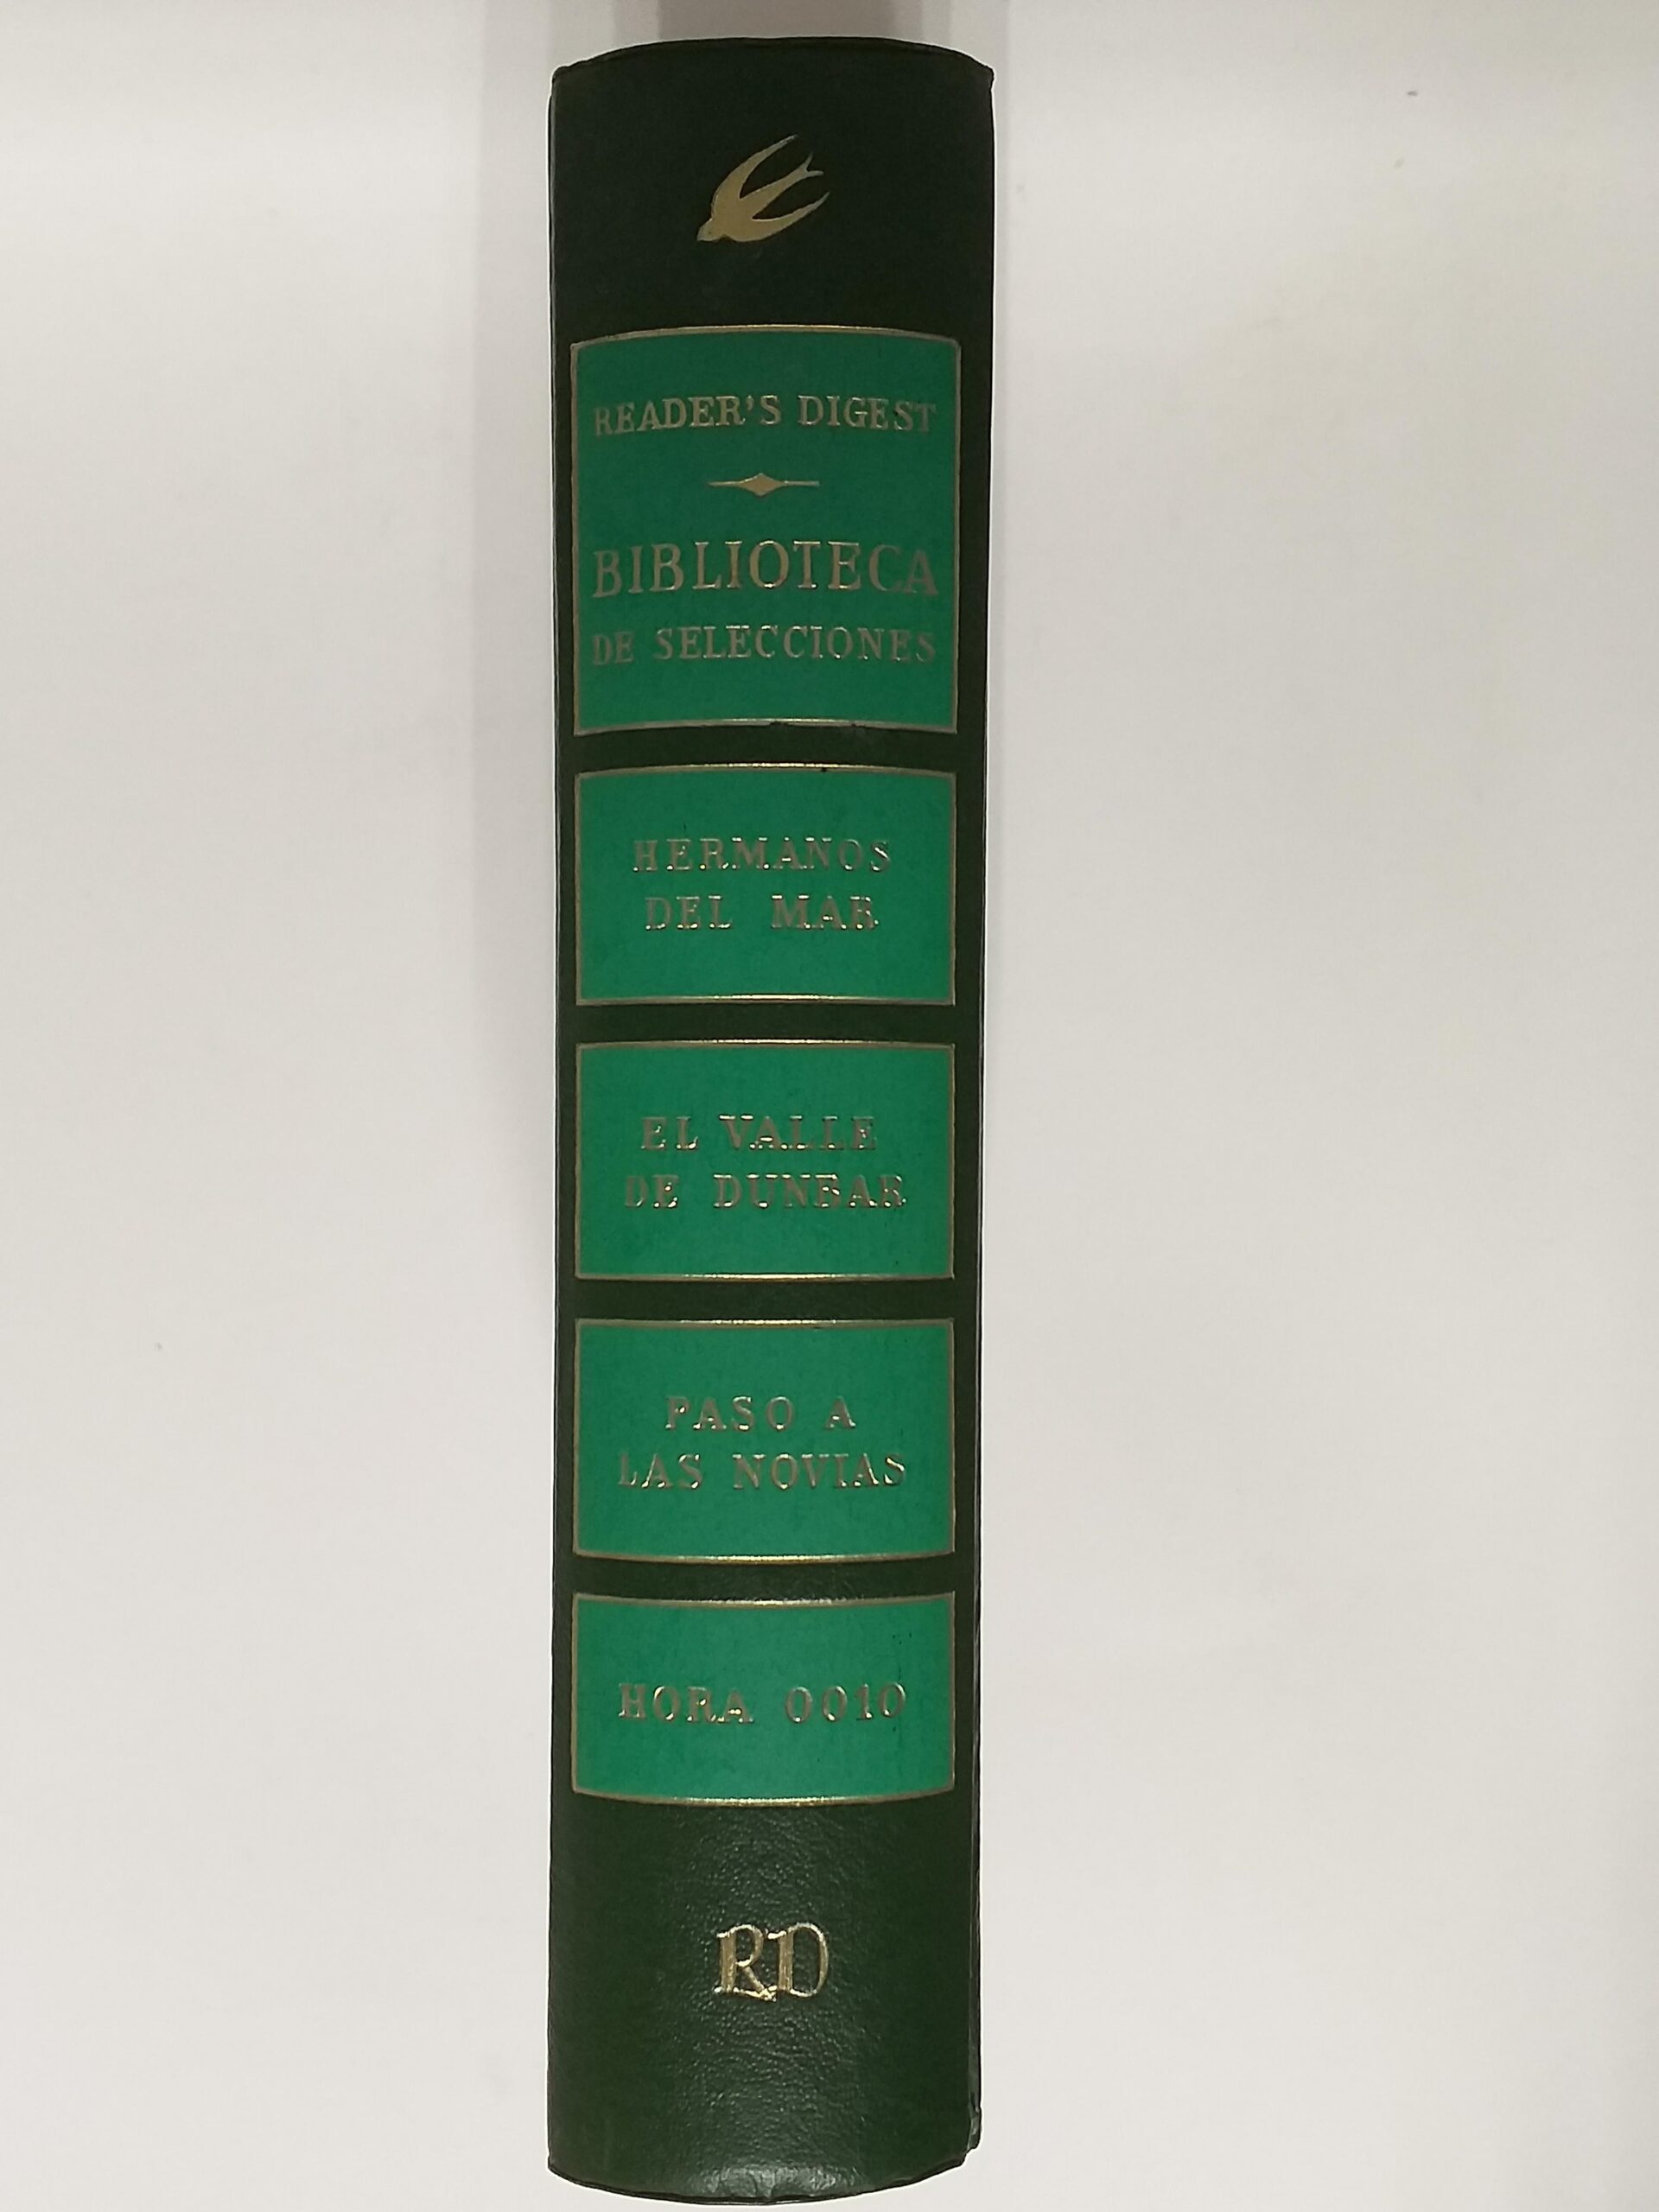 READER'S DIGEST
BIBLIOTECA
DE SELECCIONES
HERMANOS
DEL MAR
EL VALLE
DE DUNBAR
PASO A
LAS NOVIAS
HORA 0010
RD